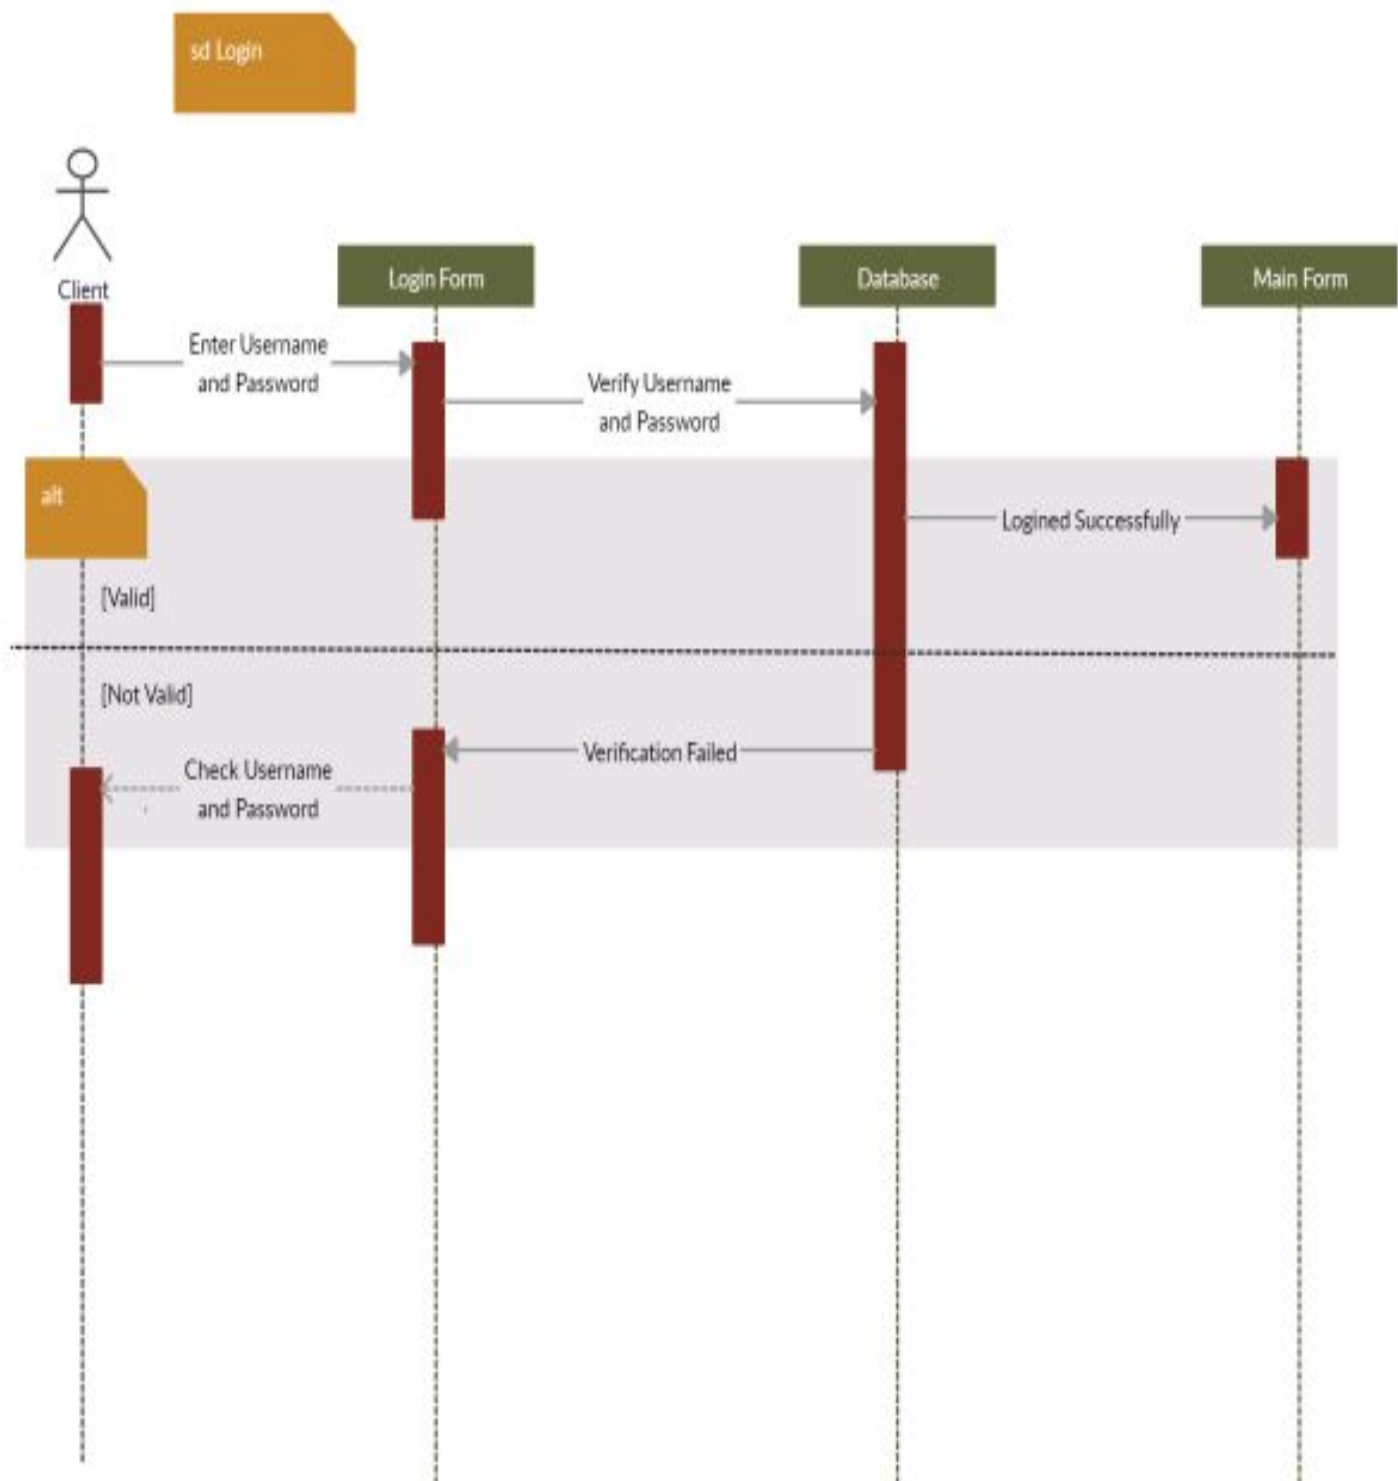 sd Login
Client
Login Form
Database
Main Form
Enter Username
and Password
Verify Username
and Password
alt
Logined Successfully
[Valid]
[Not Valid]
Verification Failed
Check Username
and Password